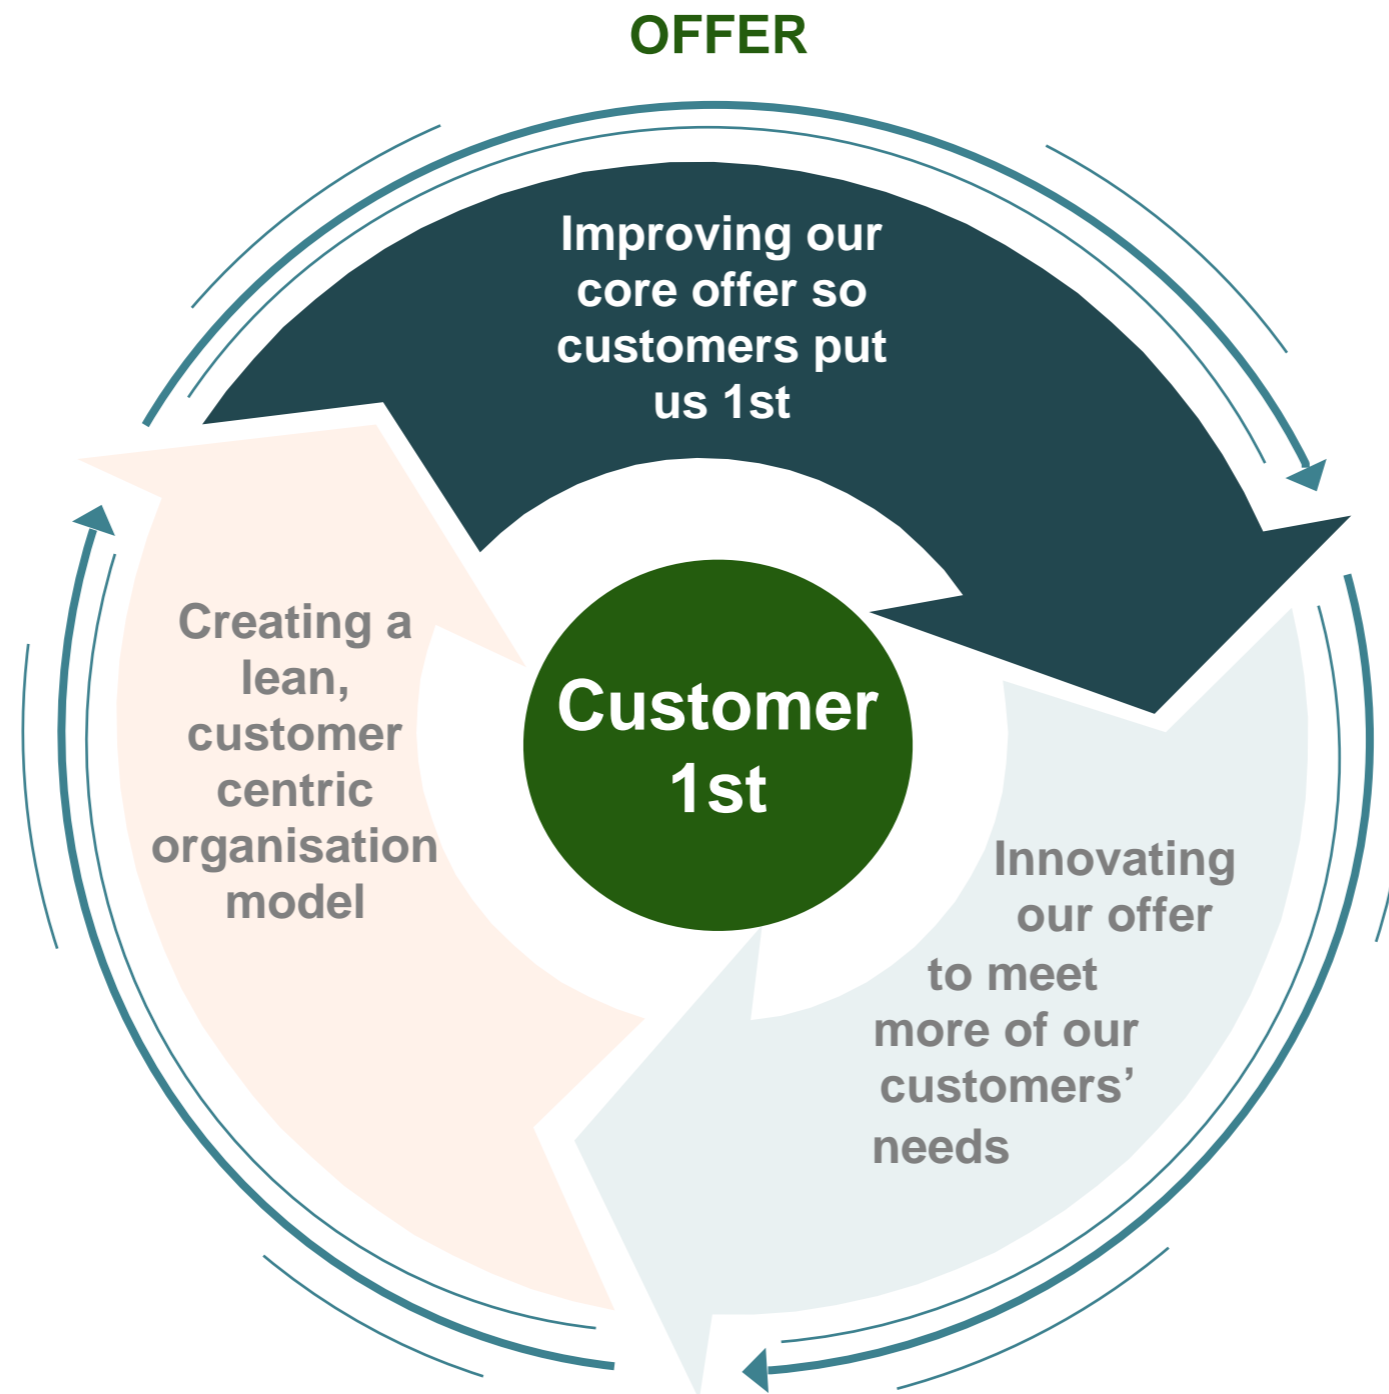 OFFER
Improving our
core offer so
customers put
us 1st
Customer
1st
Creating a
lean,
customer
centric
organisation
model
Innovating
our offer
to meet
more of our
customers’
needs